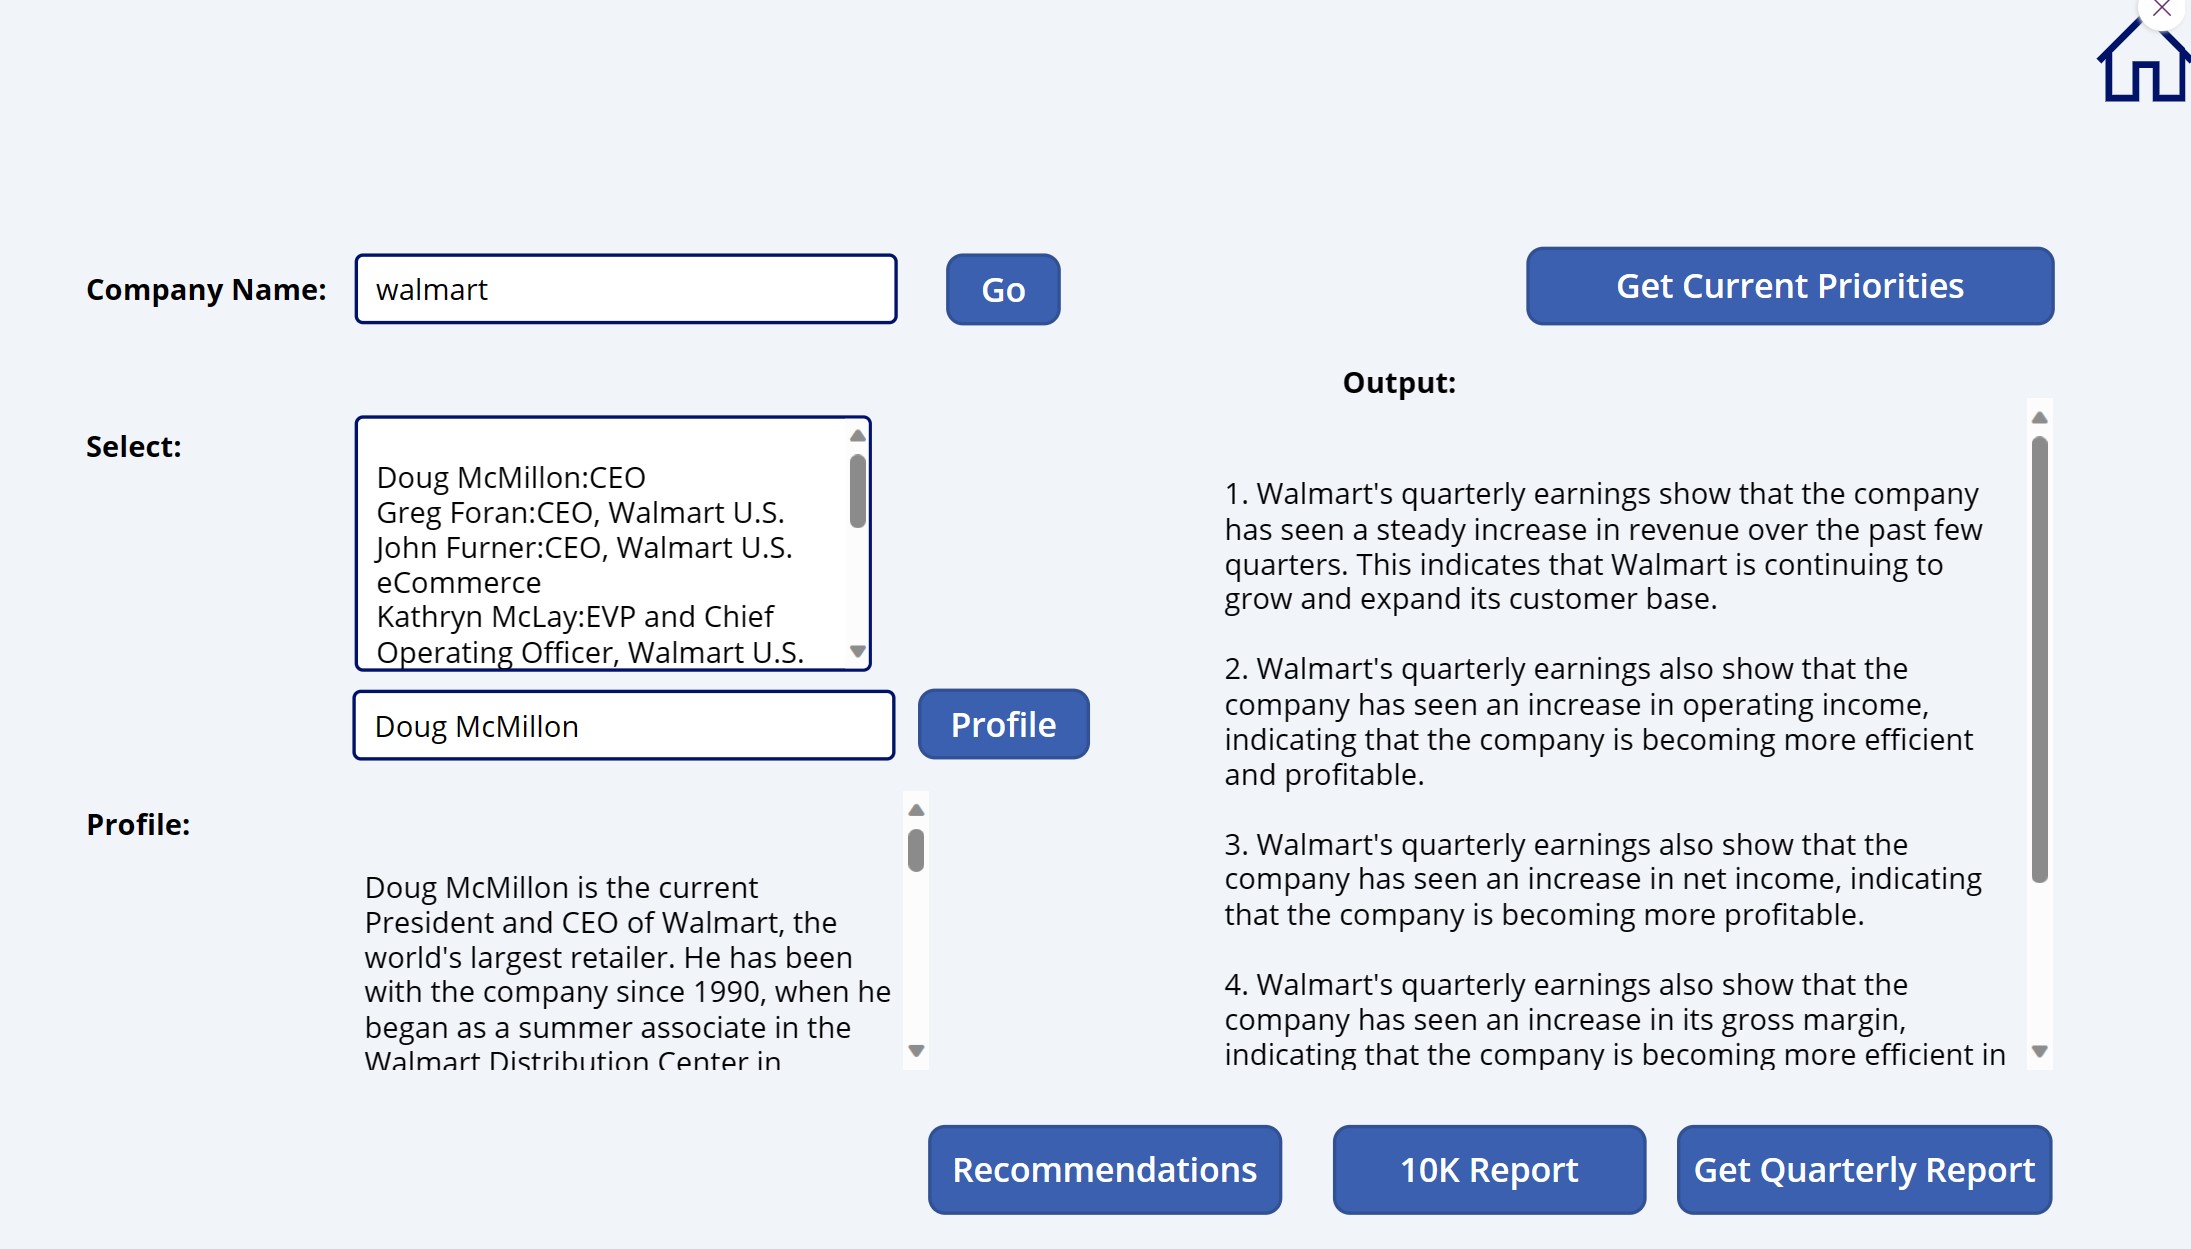 Company Name:
walmart
Go
Get Current Priorities
Select:
Doug McMillon:CEO
Greg Foran:CEO, Walmart U.S.
John Furner:CEO, Walmart U.S.
eCommerce
Kathryn McLay:EVP and Chief
Operating Officer, Walmart U.S.
Doug McMillon
Profile
Profile:
Doug McMillon is the current
President and CEO of Walmart, the
world's largest retailer. He has been
with the company since 1990, when he
began as a summer associate in the
Walmart Distribution Center in
Output:
1. Walmart's quarterly earnings show that the company
has seen a steady increase in revenue over the past few
quarters. This indicates that Walmart is continuing to
grow and expand its customer base.
2. Walmart's quarterly earnings also show that the
company has seen an increase in operating income,
indicating that the company is becoming more efficient
and profitable.
3. Walmart's quarterly earnings also show that the
company has seen an increase in net income, indicating
that the company is becoming more profitable.
4. Walmart's quarterly earnings also show that the
company has seen an increase in its gross margin,
indicating that the company is becoming more efficient in
Recommendations
10K Report
Get Quarterly Report